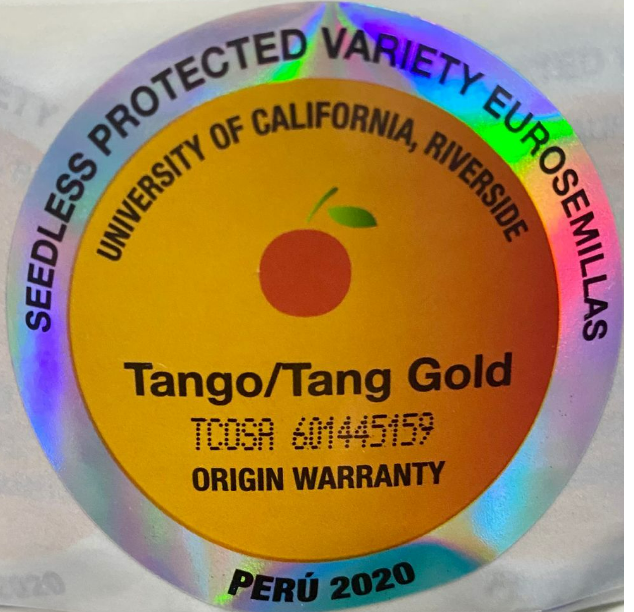 SEEDLESS PROTECTED VARIETY EUROSEMILLAS
UNIVERSITY OF CALIFORNIA, RIVERSIDE
Tango/Tang Gold
TCOSA 601445159
ORIGIN WARRANTY
PERÚ 2020